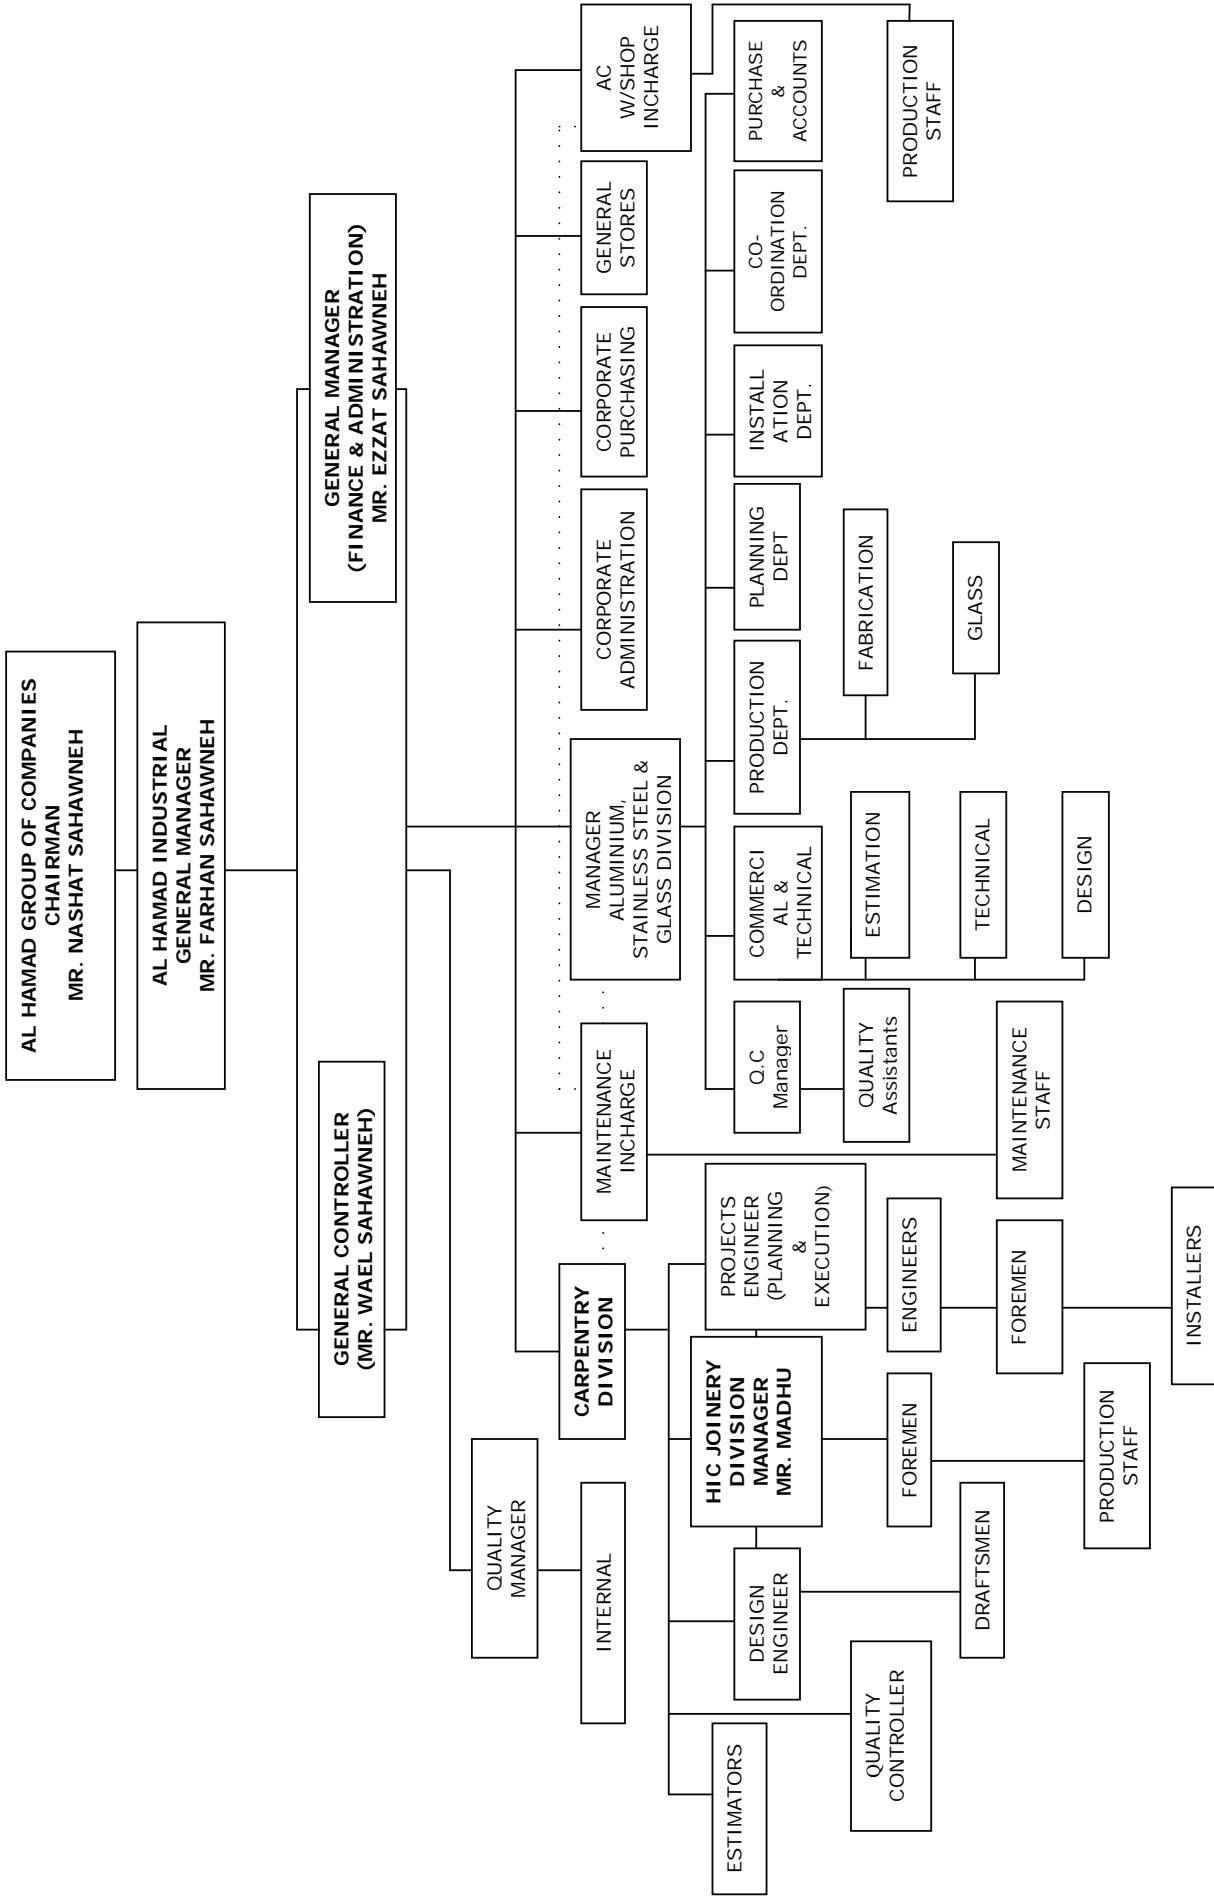 AL HAMAD GROUP OF COMPANIES
CHAIRMAN
MR. NASHAT SAHAWNEH
AL HAMAD INDUSTRIAL
GENERAL MANAGER
MR. FARHAN SAHAWNEH
GENERAL CONTROLLER
(MR. WAEL SAHAWNEH)
GENERAL MANAGER
(FINANCE & ADMINISTRATION)
MR. EZZAT SAHAWNEH
QUALITY
MANAGER
INTERNAL
CARPENTRY
DIVISION
MAINTENANCE
INCHARGE
MANAGER
ALUMINIUM,
STAINLESS STEEL &
GLASS DIVISION
CORPORATE
ADMINISTRATION
CORPORATE
PURCHASING
GENERAL
STORES
AC
W/SHOP
INCHARGE
ESTIMATORS
DESIGN
ENGINEER
HIC JOINERY
DIVISION
MANAGER
MR. MADHU
PROJECTS
ENGINEER
(PLANNING
&
EXECUTION)
Q.C
Manager
COMMERCI
AL &
TECHNICAL
PRODUCTION
DEPT.
PLANNING
DEPT
INSTALL
ATION
DEPT.
CO-
ORDINATION
DEPT.
PURCHASE
&
ACCOUNTS
QUALITY
CONTROLLER
FOREMEN
ENGINEERS
QUALITY
Assistants
ESTIMATION
FABRICATION
PRODUCTION
STAFF
DRAFTSMEN
FOREMEN
MAINTENANCE
STAFF
TECHNICAL
GLASS
PRODUCTION
STAFF
DESIGN
INSTALLERS